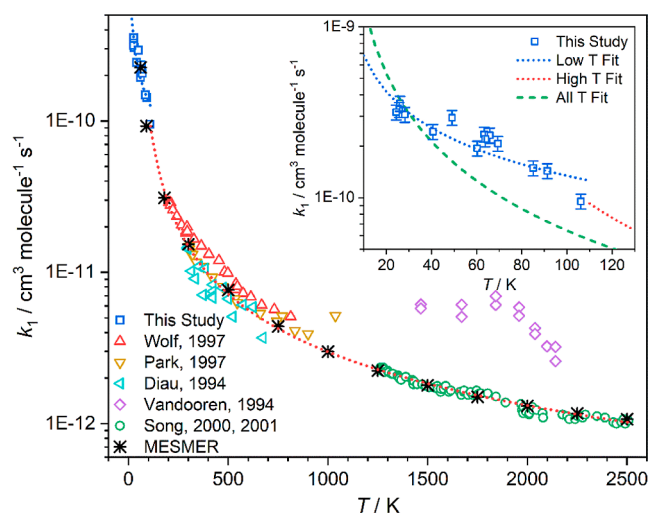 1E-9
This Study
Low T Fit
High T Fit
All T Fit
k₁ / cm³ molecule⁻¹ s⁻¹
1E-10
0 20 40 60 80 100 120
T / K
1E-10
k₁ / cm³ molecule⁻¹ s⁻¹
1E-11
This Study
Wolf, 1997
Park, 1997
Diau, 1994
Vandooren, 1994
Song, 2000, 2001
MESMER
1E-12
0 500 1000 1500 2000 2500
T / K